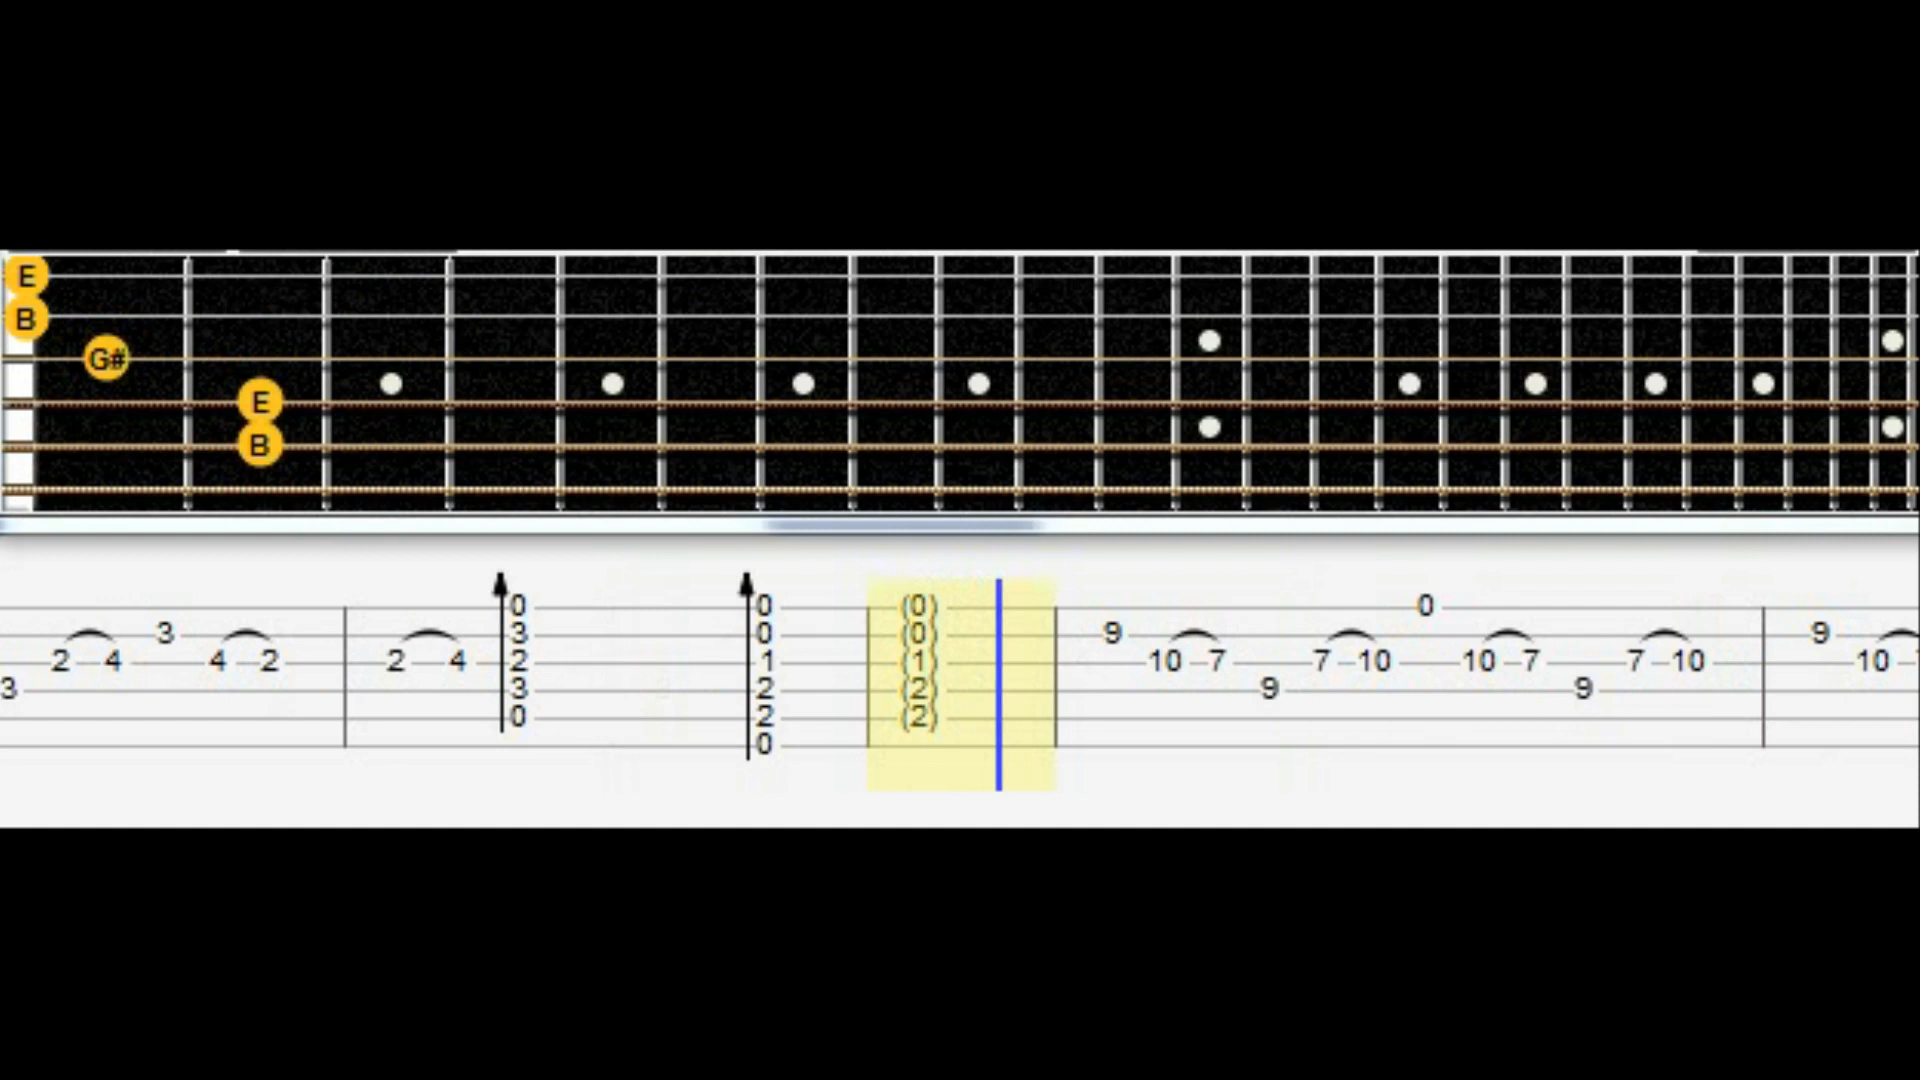 E
B
G#
E
B
0 0 (0) 0
3 3 0 (0) 9 9
2 4 4 2 2 4 2 1 (1) 10 7 7 10 10 7 7 10 10
3 3 2 (2) 9 9
0 2 (2)
0